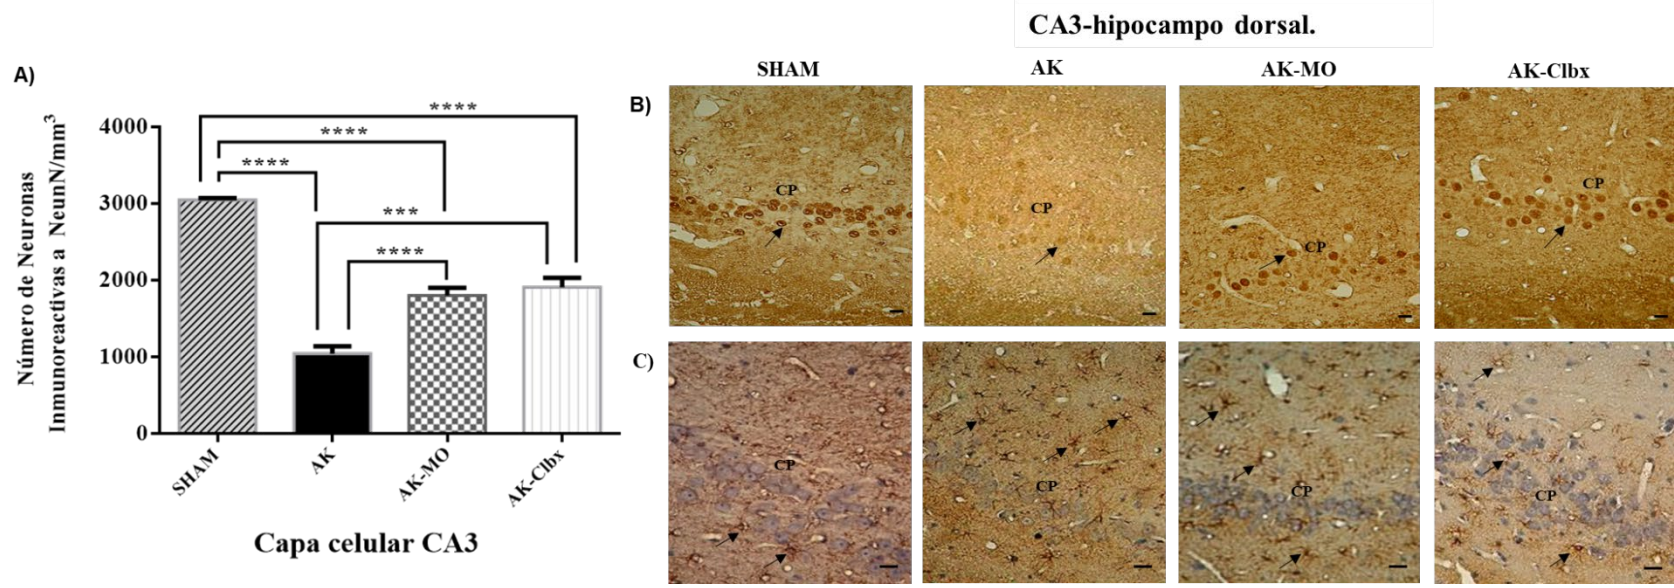 CA3-hipocampo dorsal.
A)
Número de Neuronas
Inmunoreactivas a NeunN/mm³
4000
3000
2000
1000
0
****
****
****
***
****
SHAM
AK
AK-MO
AK-Clbx
Capa celular CA3
SHAM
AK
AK-MO
AK-Clbx
B)
CP
CP
CP
CP
C)
CP
CP
CP
CP